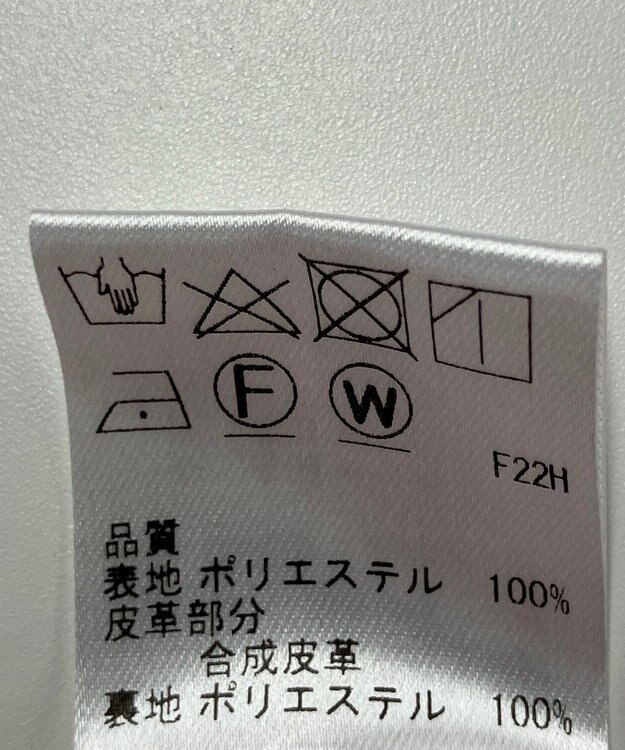 F W
F22H
品質
表地 ポリエステル 100%
皮革部分
合成皮革
裏地 ポリエステル 100%